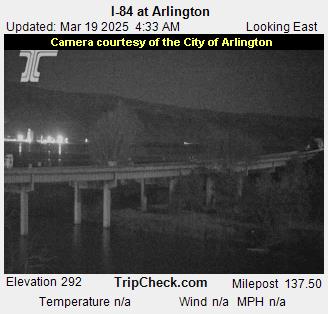 I-84 at Arlington
Updated: Mar 19 2025 4:33 AM Looking East
Camera courtesy of the City of Arlington
Elevation 292 TripCheck.com Milepost 137.50
Temperature n/a Wind n/a MPH n/a